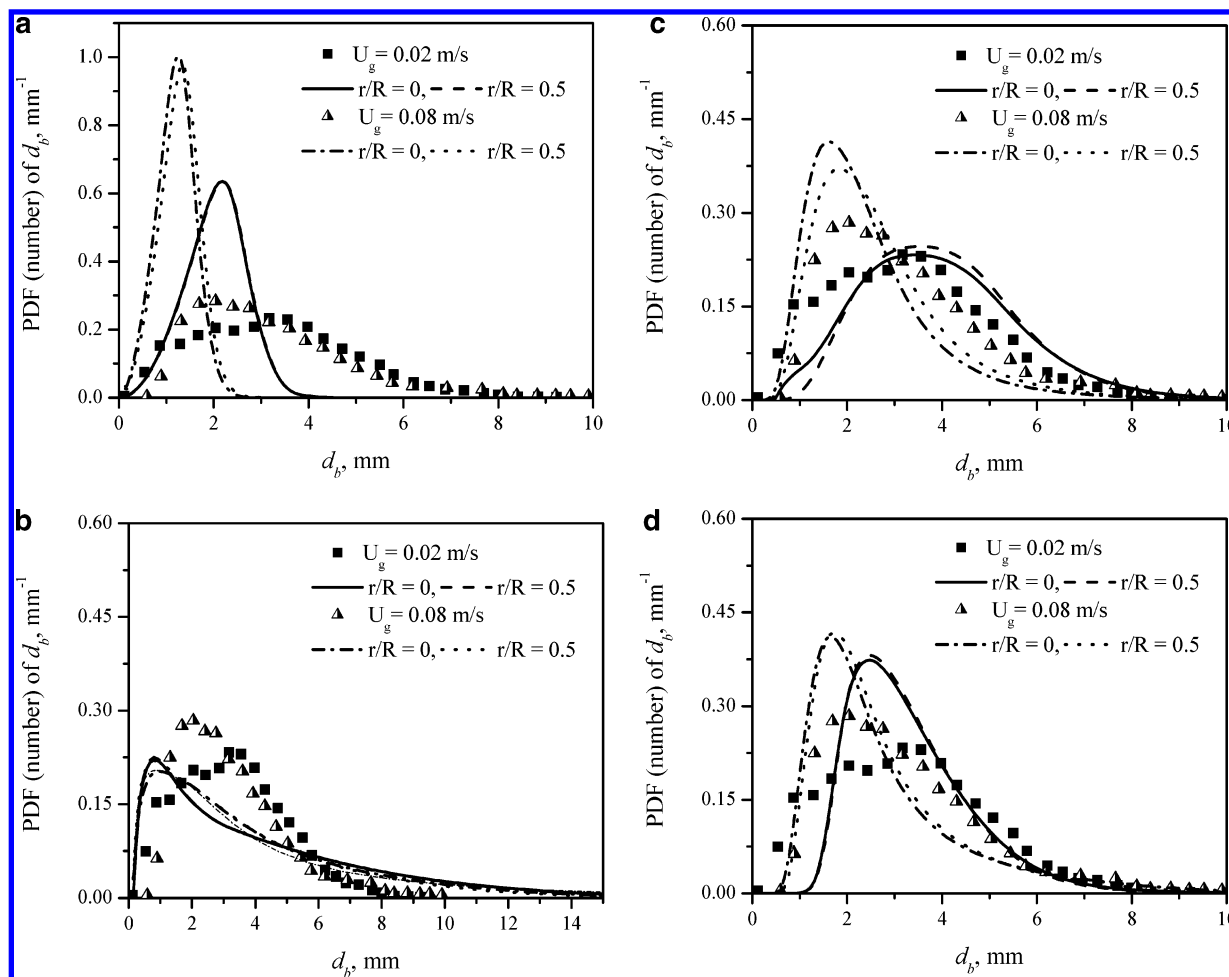 a
PDF (number) of d_b, mm⁻¹
1.0
0.8
0.6
0.4
0.2
0.0
U_g = 0.02 m/s
r/R = 0, r/R = 0.5
U_g = 0.08 m/s
r/R = 0, r/R = 0.5
0 2 4 6 8 10
d_b, mm
c
PDF (number) of d_b, mm⁻¹
0.60
0.45
0.30
0.15
0.00
U_g = 0.02 m/s
r/R = 0, r/R = 0.5
U_g = 0.08 m/s
r/R = 0, r/R = 0.5
0 2 4 6 8 10
d_b, mm
b
PDF (number) of d_b, mm⁻¹
0.60
0.45
0.30
0.15
0.00
U_g = 0.02 m/s
r/R = 0, r/R = 0.5
U_g = 0.08 m/s
r/R = 0, r/R = 0.5
0 2 4 6 8 10 12 14
d_b, mm
d
PDF (number) of d_b, mm⁻¹
0.60
0.45
0.30
0.15
0.00
U_g = 0.02 m/s
r/R = 0, r/R = 0.5
U_g = 0.08 m/s
r/R = 0, r/R = 0.5
0 2 4 6 8 10
d_b, mm